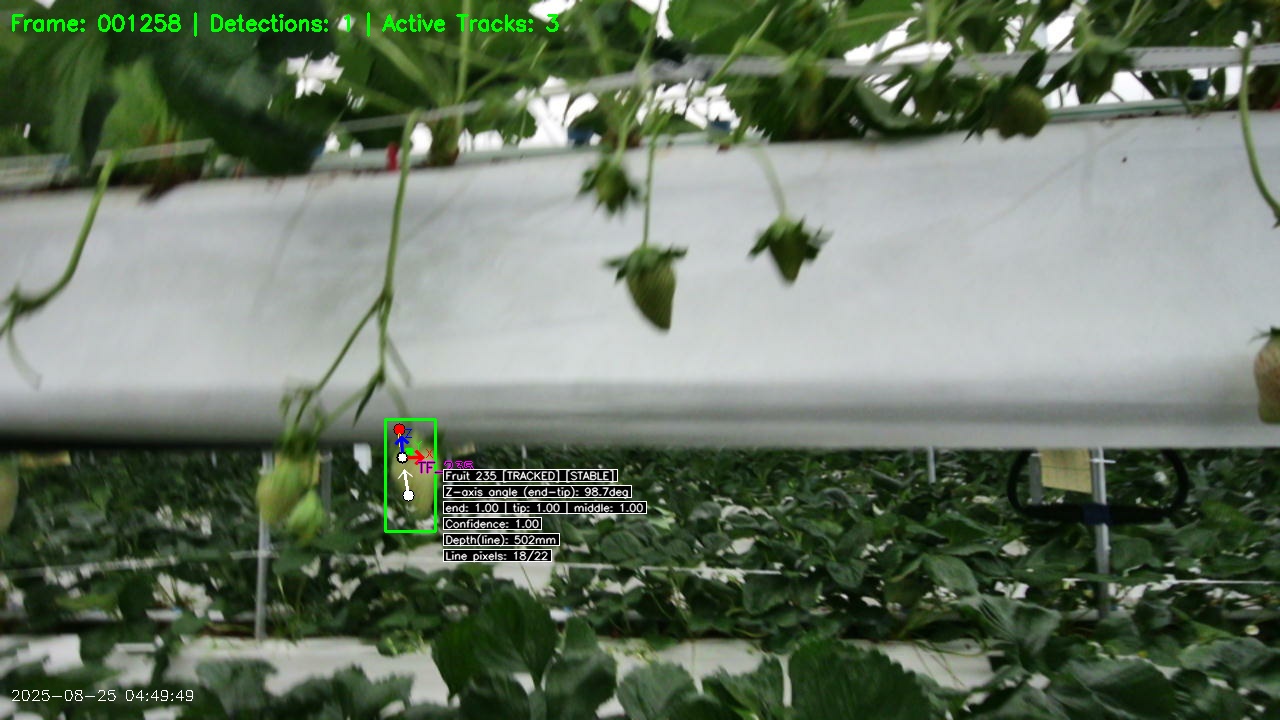 Frame: 001258 | Detections: 1 | Active Tracks: 3
Z
X
TF_235
Fruit 235 [TRACKED] [STABLE]
Z-axis angle (end-tip): 98.7deg
end: 1.00 | tip: 1.00 | middle: 1.00
Confidence: 1.00
Depth(line): 502mm
Line pixels: 18/22
2025-08-25 04:49:49